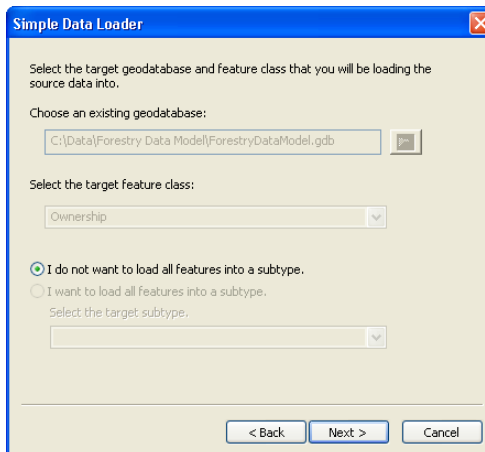 Simple Data Loader
Select the target geodatabase and feature class that you will be loading the
source data into.
Choose an existing geodatabase:
C:\Data\Forestry Data Model\ForestryDataModel.gdb
Select the target feature class:
Ownership
I do not want to load all features into a subtype.
I want to load all features into a subtype.
Select the target subtype.
< Back
Next >
Cancel